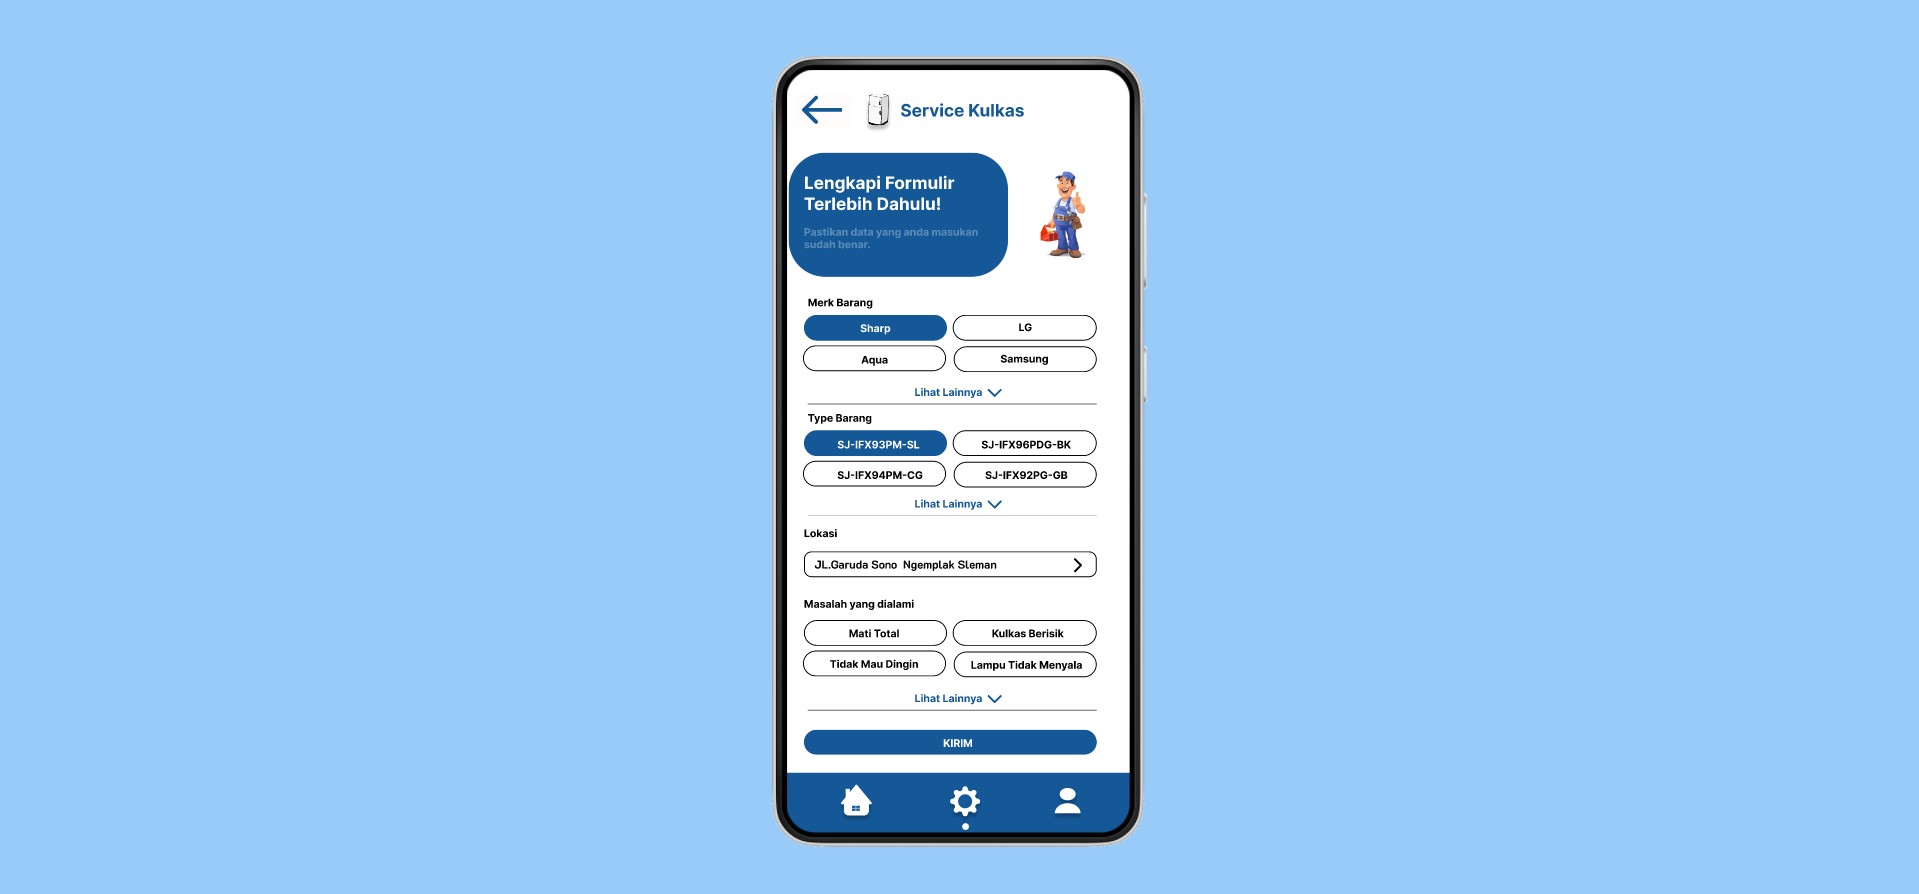 Service Kulkas
Lengkapi Formulir
Terlebih Dahulu!
Pastikan data yang anda masukan
sudah benar.
Merk Barang
Sharp
LG
Aqua
Samsung
Lihat Lainnya
Type Barang
SJ-IFX93PM-SL
SJ-IFX96PDG-BK
SJ-IFX94PM-CG
SJ-IFX92PG-GB
Lihat Lainnya
Lokasi
JL.Garuda Sono Ngemplak Sleman
Masalah yang dialami
Mati Total
Kulkas Berisik
Tidak Mau Dingin
Lampu Tidak Menyala
Lihat Lainnya
KIRIM